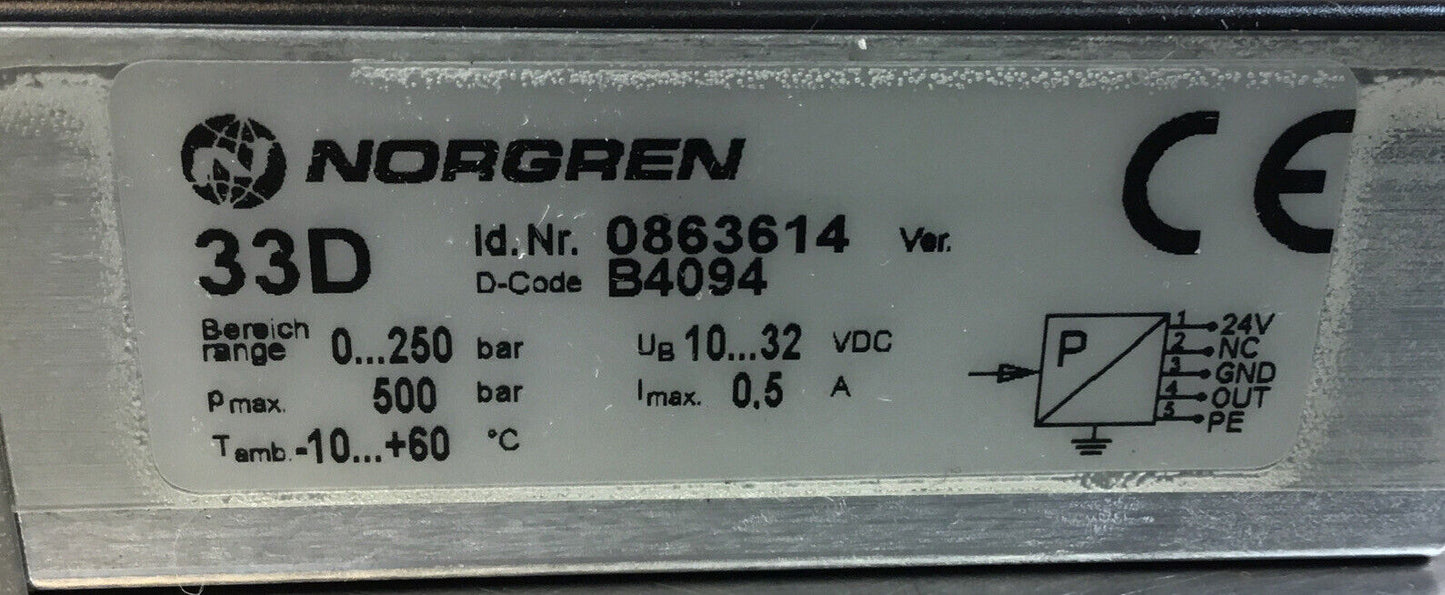 NORGREN
CE
33D Id.Nr. 0863614 Ver.
D-Code B4094
Bereich
range 0...250 bar
UB 10...32 VDC
pmax. 500 bar
Imax. 0.5 A
Tamb. -10...+60 °C
P
1 24V
2 NC
3 GND
4 OUT
5 PE